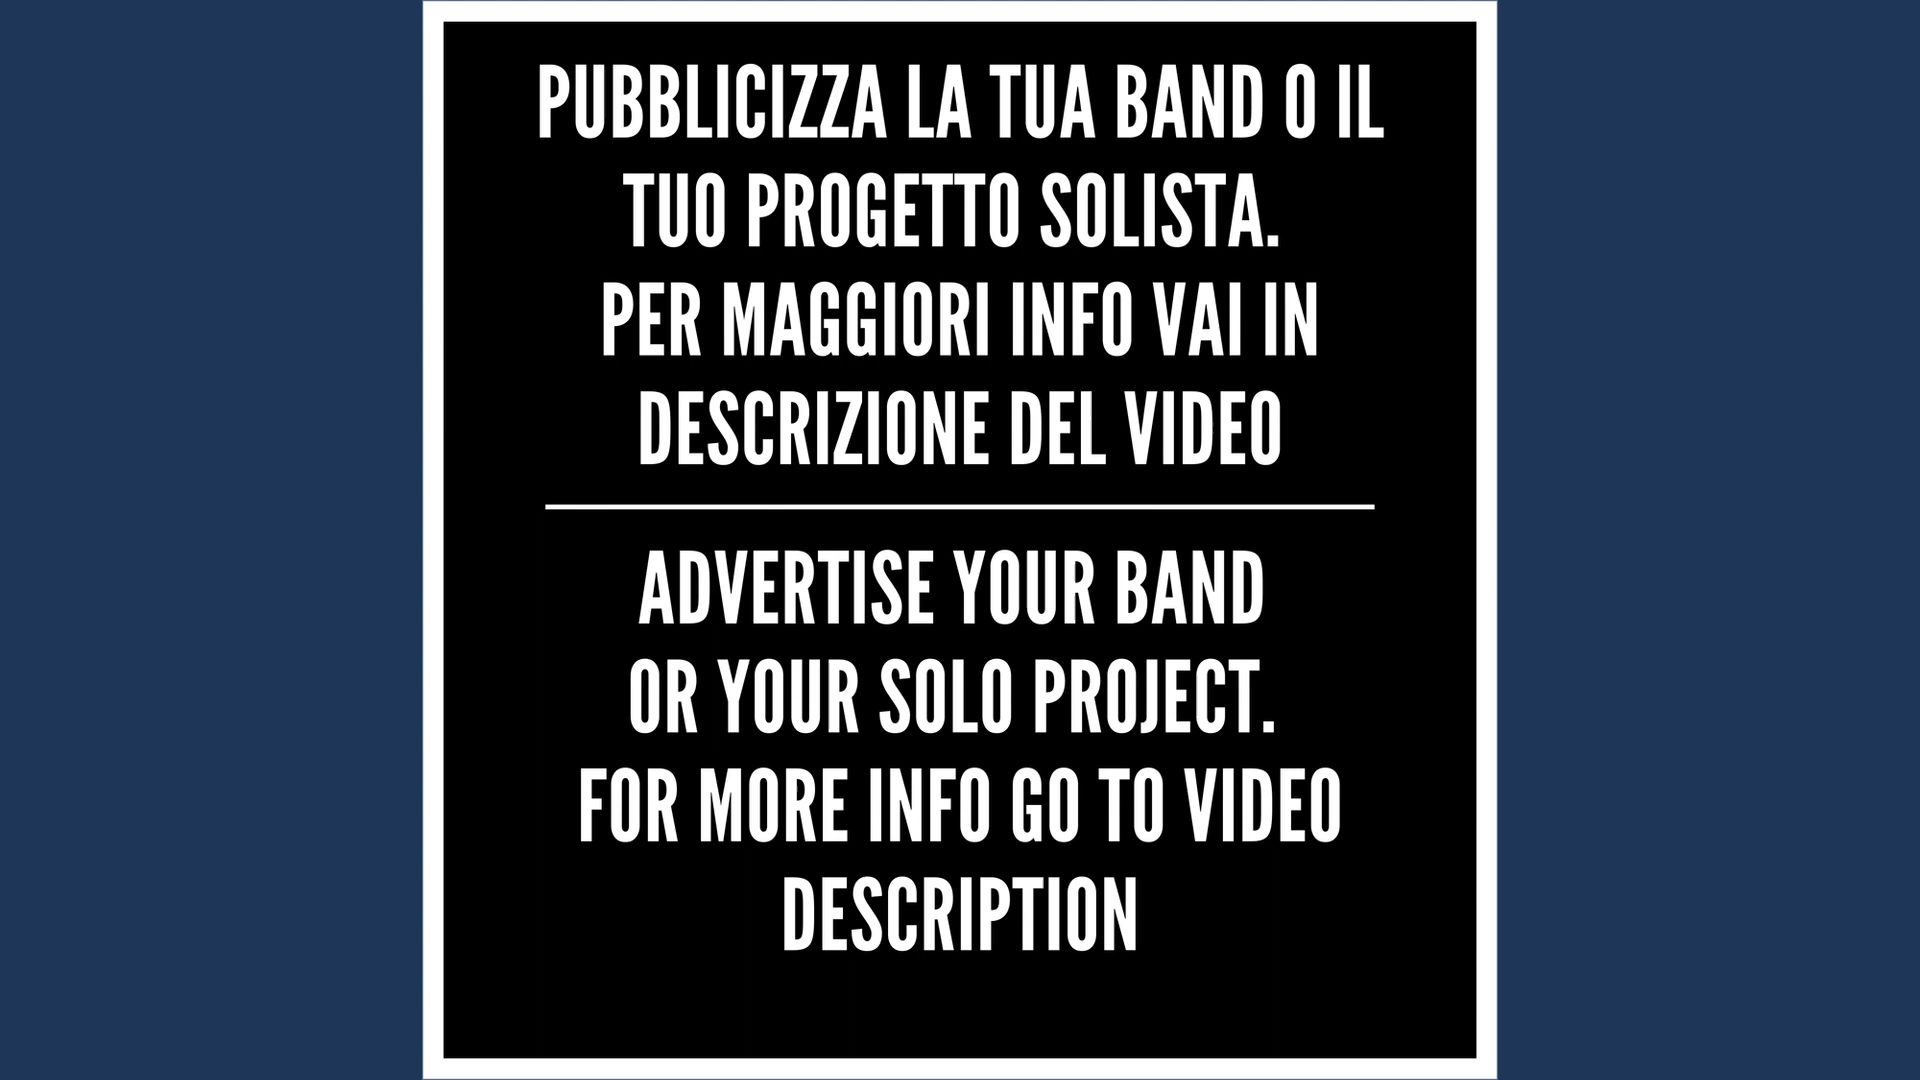 PUBBLICIZZA LA TUA BAND O IL
TUO PROGETTO SOLISTA.
PER MAGGIORI INFO VAI IN
DESCRIZIONE DEL VIDEO
ADVERTISE YOUR BAND
OR YOUR SOLO PROJECT.
FOR MORE INFO GO TO VIDEO
DESCRIPTION